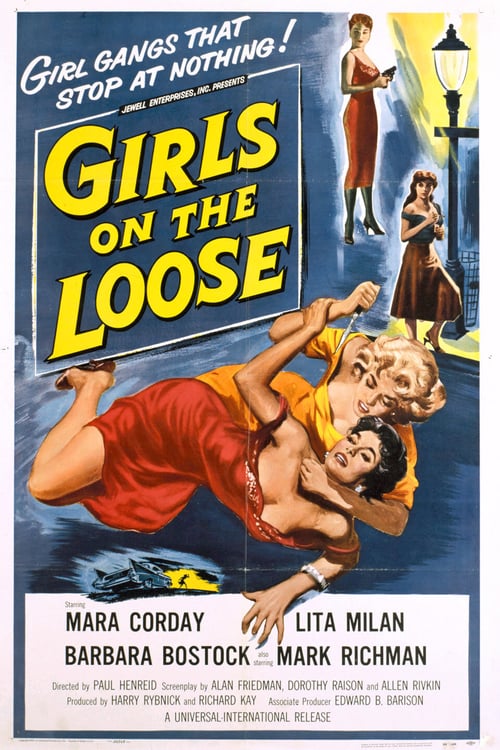 GIRL GANGS THAT
STOP AT NOTHING!
JEWELL ENTERPRISES, INC. PRESENTS
GIRLS
ON THE
LOOSE
Starring
MARA CORDAY LITA MILAN
BARBARA BOSTOCK also starring MARK RICHMAN
Directed by PAUL HENREID Screenplay by ALAN FRIEDMAN, DOROTHY RAISON and ALLEN RIVKIN
Produced by HARRY RYBNICK and RICHARD KAY Associate Producer EDWARD B. BARISON
A UNIVERSAL-INTERNATIONAL RELEASE